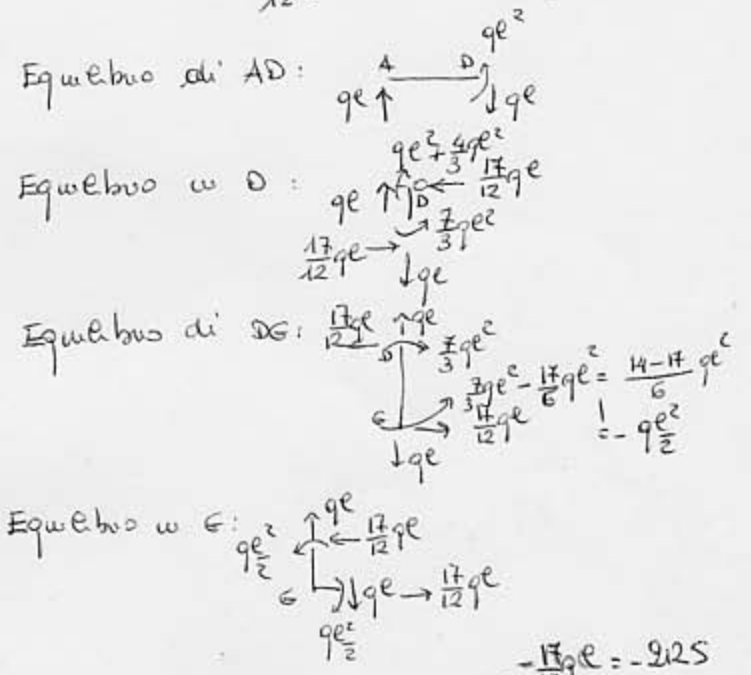 12
Equilibrio di AD: A D ql² ql ↑ ↓ ql
Equilibrio in D: ql² + 4/3 ql² ql ↑ D ← 17/12 ql
17/12 ql → 7/3 ql²
↓ ql
Equilibrio di DG: 17/12 ql ↑ ql D 7/3 ql²
G 7/3 ql² - 17/6 ql² = 14-17/6 ql²
17/12 ql = - ql²/2
↓ ql
Equilibrio in G: ↑ ql ql²/2 ← 17/12 ql
G ↓ ql → 17/12 ql
ql²/2
- 17/12 ql = -2,125